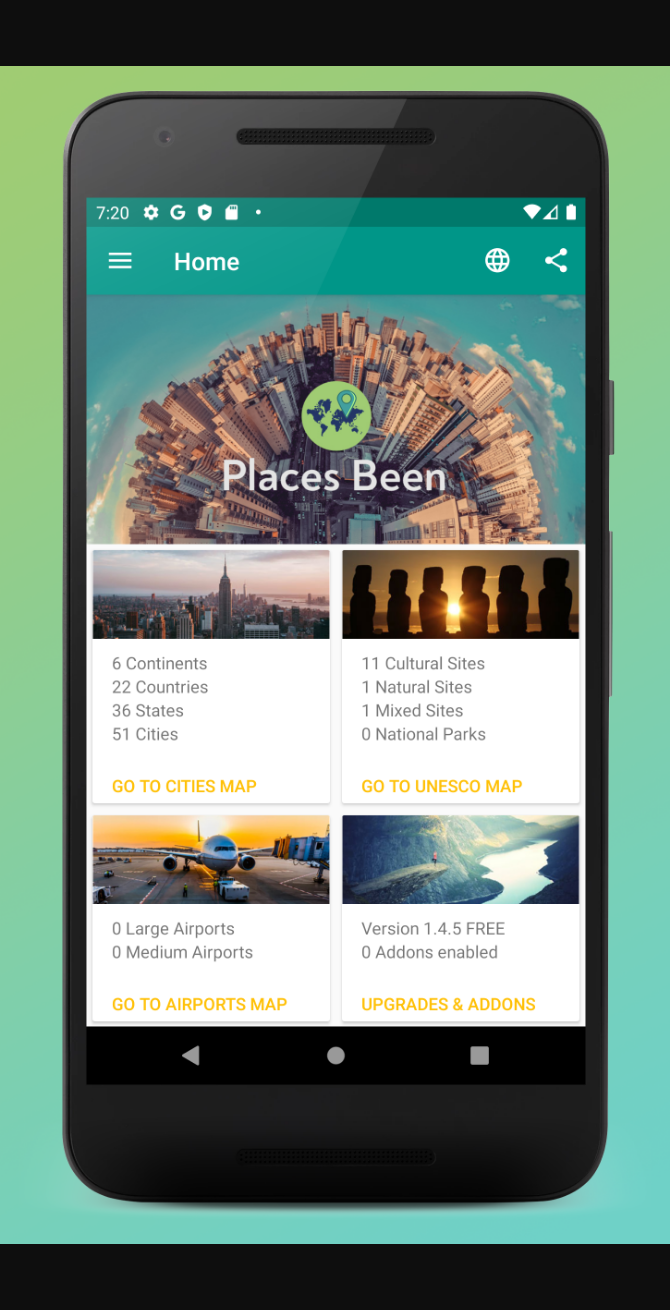 7:20
Home
Places Been
6 Continents
22 Countries
36 States
51 Cities
GO TO CITIES MAP
11 Cultural Sites
1 Natural Sites
1 Mixed Sites
0 National Parks
GO TO UNESCO MAP
0 Large Airports
0 Medium Airports
GO TO AIRPORTS MAP
Version 1.4.5 FREE
0 Addons enabled
UPGRADES & ADDONS